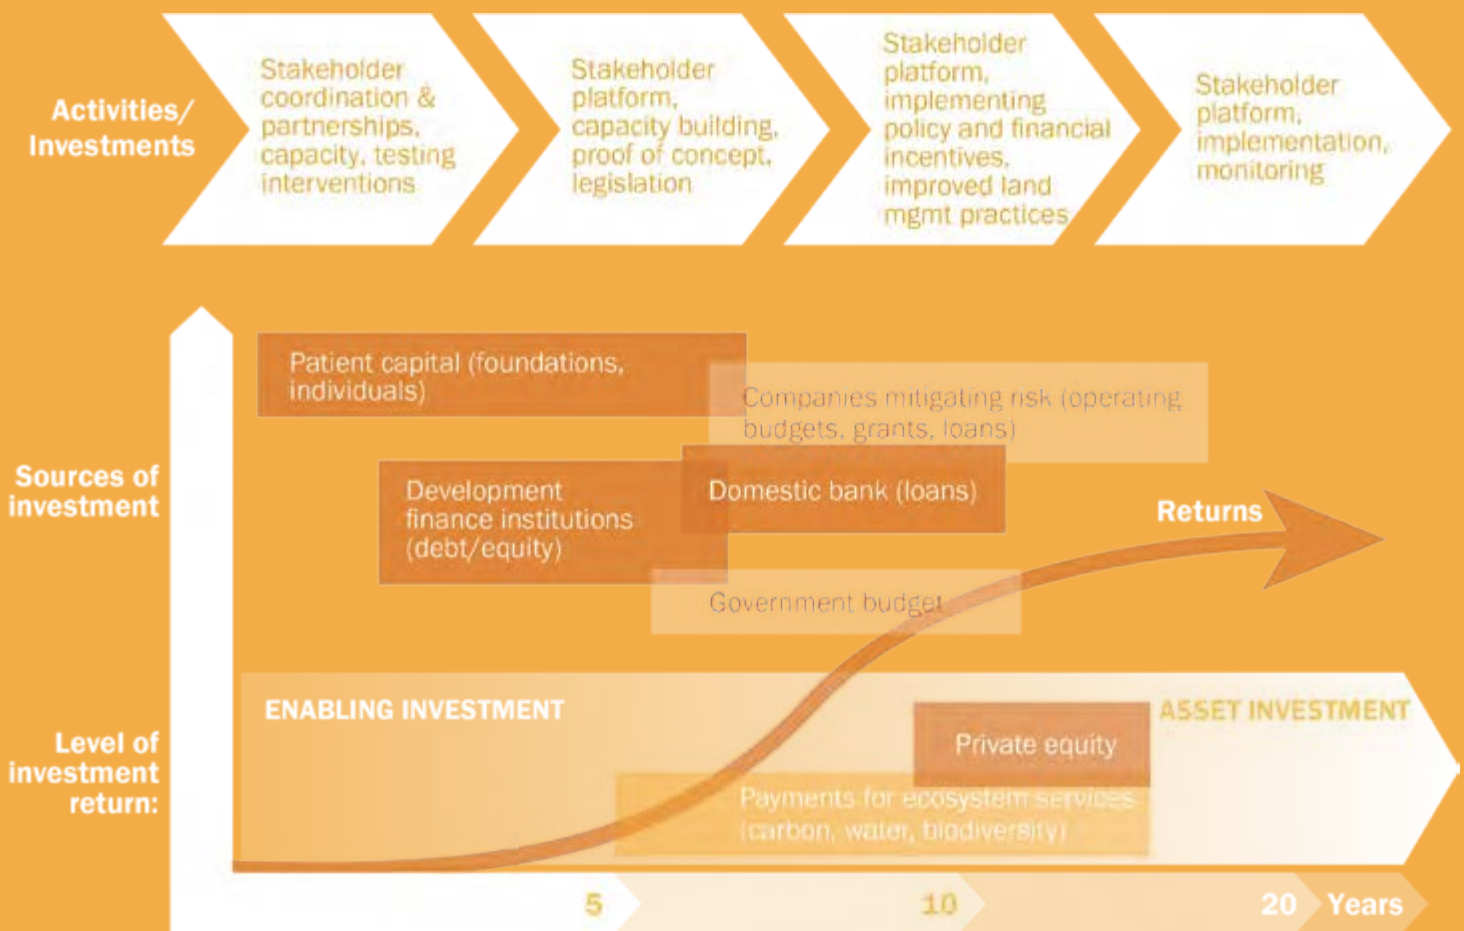 Activities/
Investments
Stakeholder
coordination &
partnerships,
capacity, testing
interventions
Stakeholder
platform,
capacity building,
proof of concept,
legislation
Stakeholder
platform,
implementing
policy and financial
incentives,
improved land
mgmt practices
Stakeholder
platform,
implementation,
monitoring
Sources of
investment
Patient capital (foundations,
individuals)
Companies mitigating risk (operating
budgets, grants, loans)
Development
finance institutions
(debt/equity)
Domestic bank (loans)
Returns
Government budget
Level of
investment
return:
ENABLING INVESTMENT
ASSET INVESTMENT
Private equity
Payments for ecosystem services
(carbon, water, biodiversity)
5
10
20
Years